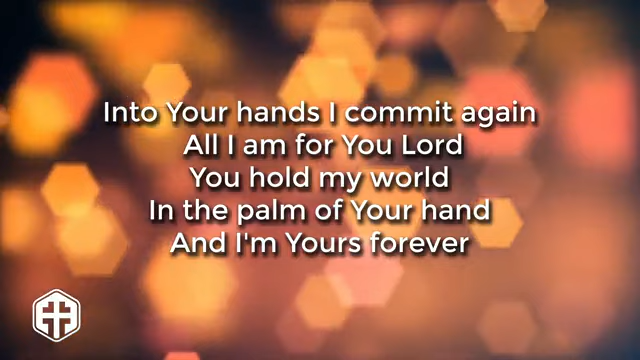 Into Your hands I commit again
All I am for You Lord
You hold my world
In the palm of Your hand
And I'm Yours forever